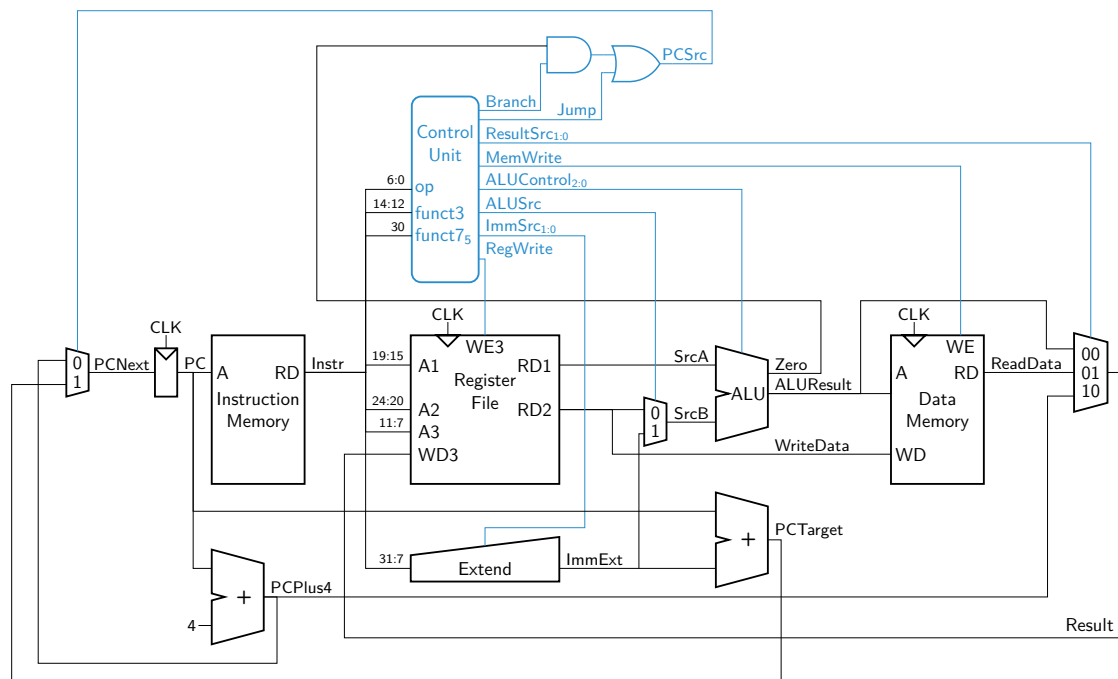 PCSrc
Branch
Jump
Control
Unit
ResultSrc1:0
MemWrite
6:0
op
ALUControl2:0
14:12
funct3
ALUSrc
30
funct75
ImmSrc1:0
RegWrite
CLK
CLK
CLK
0
1
PCNext
PC
A
RD
Instruction
Memory
Instr
19:15
A1
WE3
RD1
Register
File
24:20
A2
RD2
11:7
A3
WD3
SrcA
0
1
SrcB
ALU
Zero
ALUResult
WriteData
WE
A
RD
Data
Memory
WD
ReadData
00
01
10
PCTarget
+
31:7
Extend
ImmExt
PCPlus4
+
4
Result